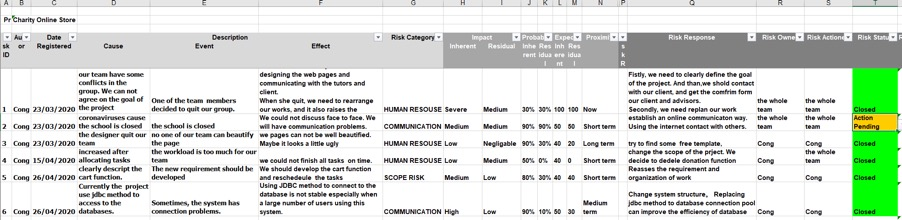 A B C D E F G H I J K L M N P Q R S T
Pr Charity Online Store
sk ID
Au or
Date Registered
Description
Cause
Event
Effect
Risk Category
Impact
Inherent
Residual
Probab
Inhe rent
Res idua l
Expec
Inh ere nt
Res idua l
Proximit
s k R
Risk Response
Risk Owne
Risk Actione
Risk Statu
1
Cong
23/03/2020
our team have some
conflicts in the
group. We can not
agree on the goal of
the project
One of the team members
decided to quit our group.
designing the web pages and
communicating with the tutors and
client.
When she quit, we need to rearrange
our works, and it also raises the
HUMAN RESOUSE
Severe
Medium
30%
30%
100
100
Now
Fistly, we need to clearly define the goal
of the project. And than,we shold contact
with our client, and get the comfrim form
our client and advisors.
Secondly, we need replan our work
the whole
team
the whole
team
Closed
2
Cong
23/03/2020
coronaviruses cause
the school is closed
the school is closed
We could not discuss face to face. We
will have communication problems.
COMMUNICATION
Medium
Medium
90%
90%
50
50
Short term
establish an online communicaton way.
Using the internet contact with others.
the whole
team
the whole
team
Action
Pending
3
Cong
23/03/2020
the designer quit our
team
no one of our team can beautify
the page
we pages can not be well beautified.
Maybe it looks a little ugly
HUMAN RESOUSE
Low
Negligable
90%
30%
40
20
Long term
try to find some free template,
Cong
Cong
Closed
4
Cong
15/04/2020
increased after
allocating tasks
the workload is too much for our
team
we could not finish all tasks on time.
HUMAN RESOUSE
Low
Medium
50%
0%
40
0
Short term
change the scope of the prject. We
decide to dedele donation function
Cong
the whole
team
Closed
5
Cong
26/04/2020
clearly descript the
cart function.
The new requirement should be
developed
We should develop the cart function
and reschedule the tasks
SCOPE RISK
Medium
Low
80%
30%
40
40
Short term
Reasses the requirement and
organization of work
Cong
Cong
Closed
6
Cong
26/04/2020
Currently the project
use jdbc method to
access to the
databases.
Sometimes, the system has
connection problems.
Using JDBC method to connect to the
database is not stable especially when
a large number of users using this
system.
COMMUNICATION
High
Low
90%
10%
50
30
Medium
term
Change system structure, Replacing
jdbc method to database connection pool
can improve the efficiency of database
Cong
Cong
Closed